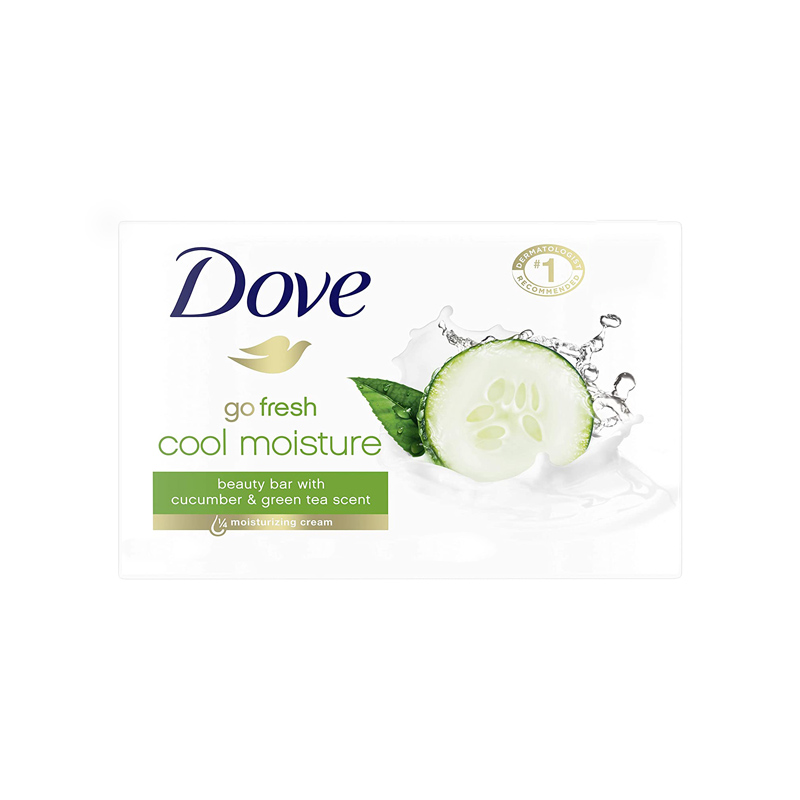 Dove
DERMATOLOGIST
#1
RECOMMENDED
go fresh
cool moisture
beauty bar with
cucumber & green tea scent
¼ moisturizing cream